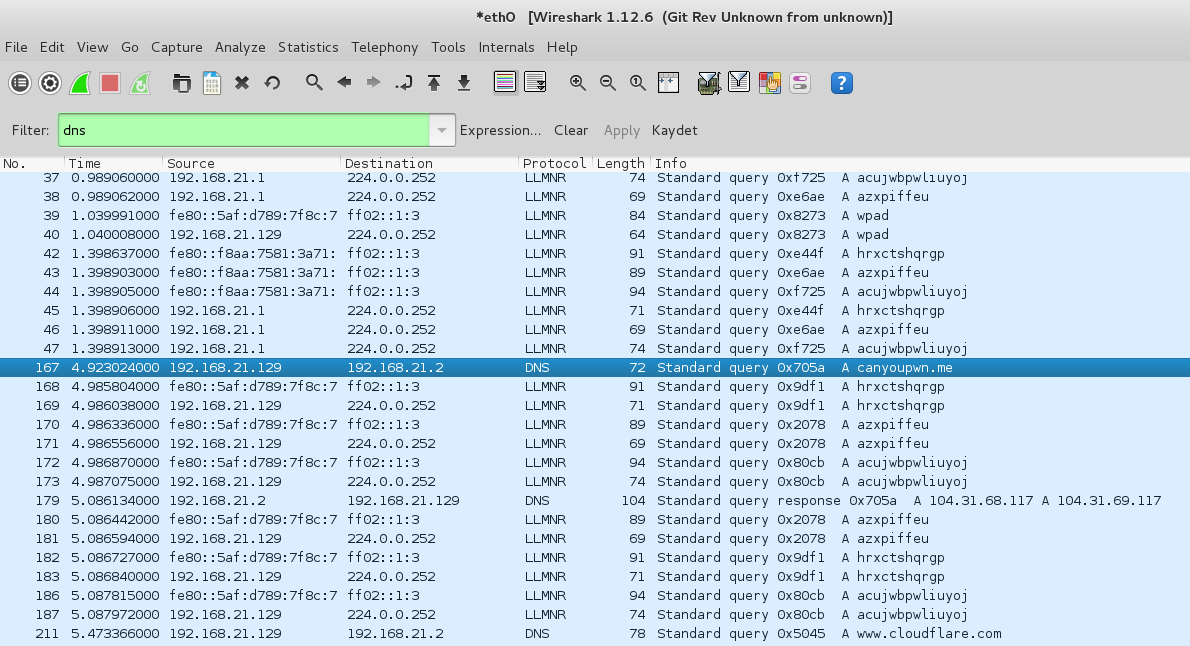 *eth0 [Wireshark 1.12.6 (Git Rev Unknown from unknown)]
File Edit View Go Capture Analyze Statistics Telephony Tools Internals Help
Filter: dns Expression... Clear Apply Kaydet
No. Time Source Destination Protocol Length Info
37 0.989060000 192.168.21.1 224.0.0.252 LLMNR 74 Standard query 0xf725 A acujwbpwliuyoj
38 0.989062000 192.168.21.1 224.0.0.252 LLMNR 69 Standard query 0xe6ae A azxpiffeu
39 1.039991000 fe80::5af:d789:7f8c:7 ff02::1:3 LLMNR 84 Standard query 0x8273 A wpad
40 1.040008000 192.168.21.129 224.0.0.252 LLMNR 64 Standard query 0x8273 A wpad
42 1.398637000 fe80::f8aa:7581:3a71: ff02::1:3 LLMNR 91 Standard query 0xe44f A hrxctshqrgp
43 1.398903000 fe80::f8aa:7581:3a71: ff02::1:3 LLMNR 89 Standard query 0xe6ae A azxpiffeu
44 1.398905000 fe80::f8aa:7581:3a71: ff02::1:3 LLMNR 94 Standard query 0xf725 A acujwbpwliuyoj
45 1.398906000 192.168.21.1 224.0.0.252 LLMNR 71 Standard query 0xe44f A hrxctshqrgp
46 1.398911000 192.168.21.1 224.0.0.252 LLMNR 69 Standard query 0xe6ae A azxpiffeu
47 1.398913000 192.168.21.1 224.0.0.252 LLMNR 74 Standard query 0xf725 A acujwbpwliuyoj
167 4.923024000 192.168.21.129 192.168.21.2 DNS 72 Standard query 0x705a A canyoupwn.me
168 4.985804000 fe80::5af:d789:7f8c:7 ff02::1:3 LLMNR 91 Standard query 0x9df1 A hrxctshqrgp
169 4.986038000 192.168.21.129 224.0.0.252 LLMNR 71 Standard query 0x9df1 A hrxctshqrgp
170 4.986336000 fe80::5af:d789:7f8c:7 ff02::1:3 LLMNR 89 Standard query 0x2078 A azxpiffeu
171 4.986556000 192.168.21.129 224.0.0.252 LLMNR 69 Standard query 0x2078 A azxpiffeu
172 4.986870000 fe80::5af:d789:7f8c:7 ff02::1:3 LLMNR 94 Standard query 0x80cb A acujwbpwliuyoj
173 4.987075000 192.168.21.129 224.0.0.252 LLMNR 74 Standard query 0x80cb A acujwbpwliuyoj
179 5.086134000 192.168.21.2 192.168.21.129 DNS 104 Standard query response 0x705a A 104.31.68.117 A 104.31.69.117
180 5.086442000 fe80::5af:d789:7f8c:7 ff02::1:3 LLMNR 89 Standard query 0x2078 A azxpiffeu
181 5.086594000 192.168.21.129 224.0.0.252 LLMNR 69 Standard query 0x2078 A azxpiffeu
182 5.086727000 fe80::5af:d789:7f8c:7 ff02::1:3 LLMNR 91 Standard query 0x9df1 A hrxctshqrgp
183 5.086840000 192.168.21.129 224.0.0.252 LLMNR 71 Standard query 0x9df1 A hrxctshqrgp
186 5.087815000 fe80::5af:d789:7f8c:7 ff02::1:3 LLMNR 94 Standard query 0x80cb A acujwbpwliuyoj
187 5.087972000 192.168.21.129 224.0.0.252 LLMNR 74 Standard query 0x80cb A acujwbpwliuyoj
211 5.473366000 192.168.21.129 192.168.21.2 DNS 78 Standard query 0x5045 A www.cloudflare.com